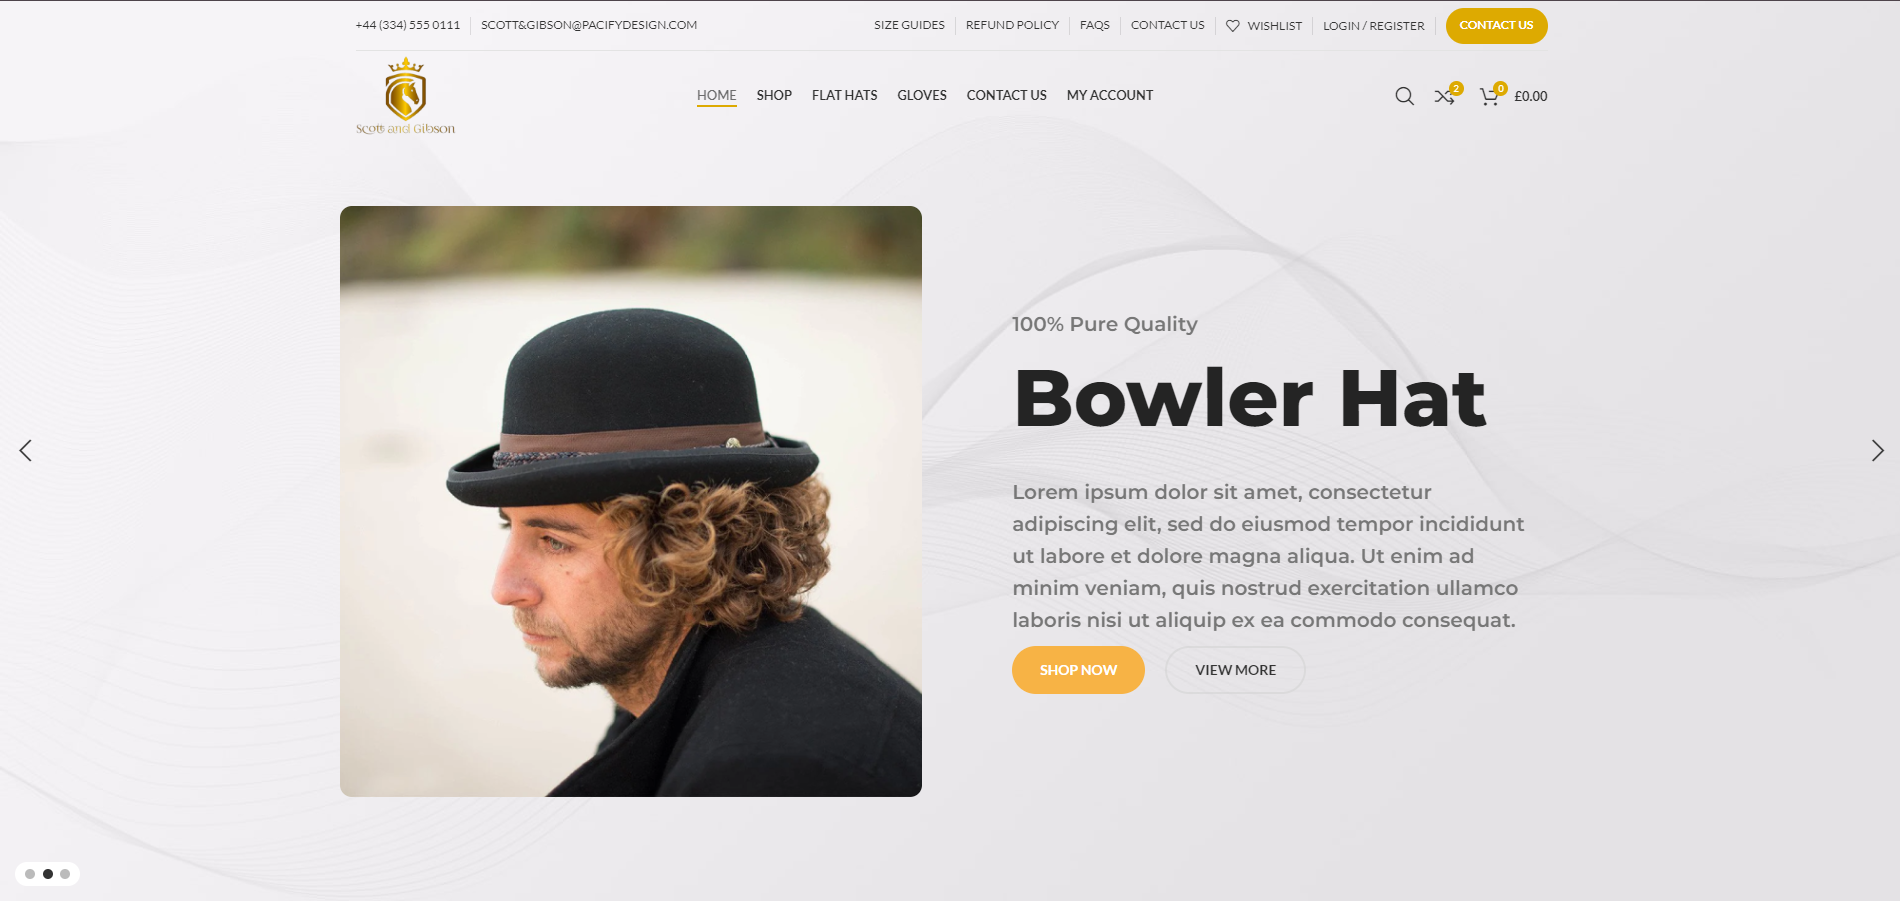 +44 (334) 555 0111
SCOTT&GIBSON@PACIFYDESIGN.COM
SIZE GUIDES
REFUND POLICY
FAQS
CONTACT US
WISHLIST
LOGIN / REGISTER
CONTACT US
Scott and Gibson
HOME
SHOP
FLAT HATS
GLOVES
CONTACT US
MY ACCOUNT
2
0
£0.00
100% Pure Quality
Bowler Hat
Lorem ipsum dolor sit amet, consectetur
adipiscing elit, sed do eiusmod tempor incididunt
ut labore et dolore magna aliqua. Ut enim ad
minim veniam, quis nostrud exercitation ullamco
laboris nisi ut aliquip ex ea commodo consequat.
SHOP NOW
VIEW MORE